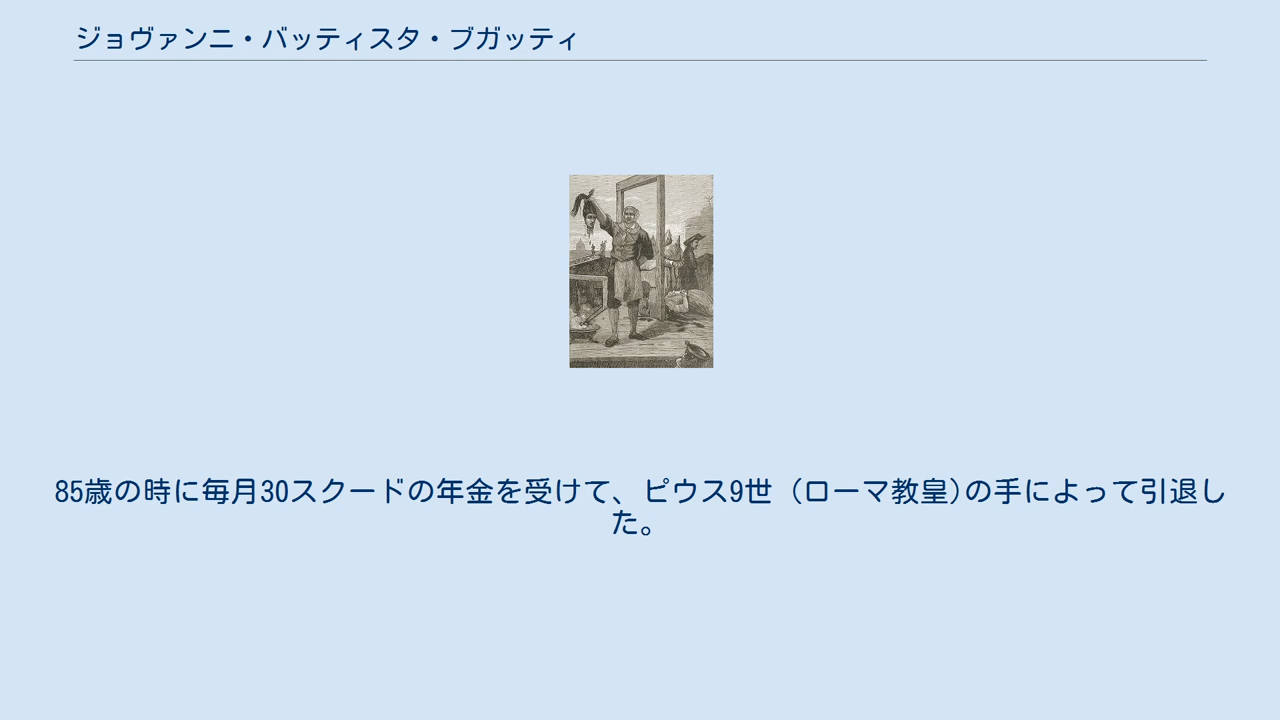 ジョヴァンニ・バッティスタ・ブガッティ
85歳の時に毎月30スクードの年金を受けて、ピウス9世 (ローマ教皇)の手によって引退し
た。